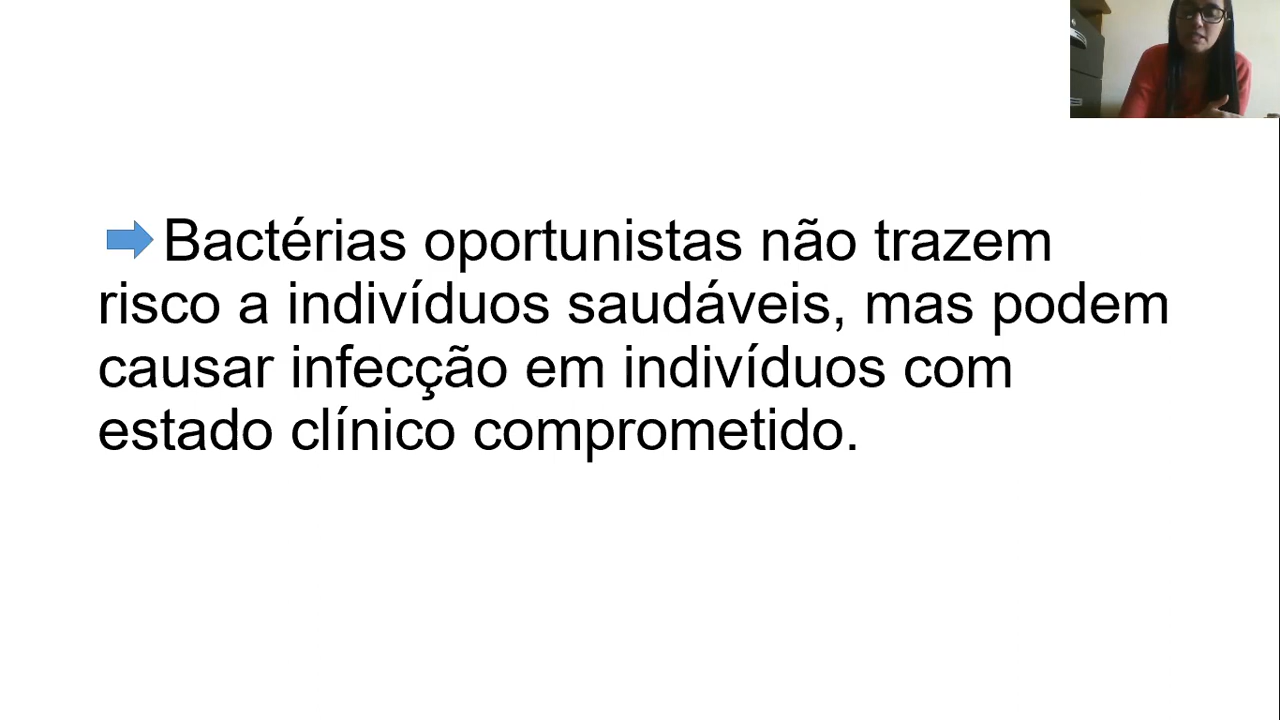 Bactérias oportunistas não trazem
risco a indivíduos saudáveis, mas podem
causar infecção em indivíduos com
estado clínico comprometido.